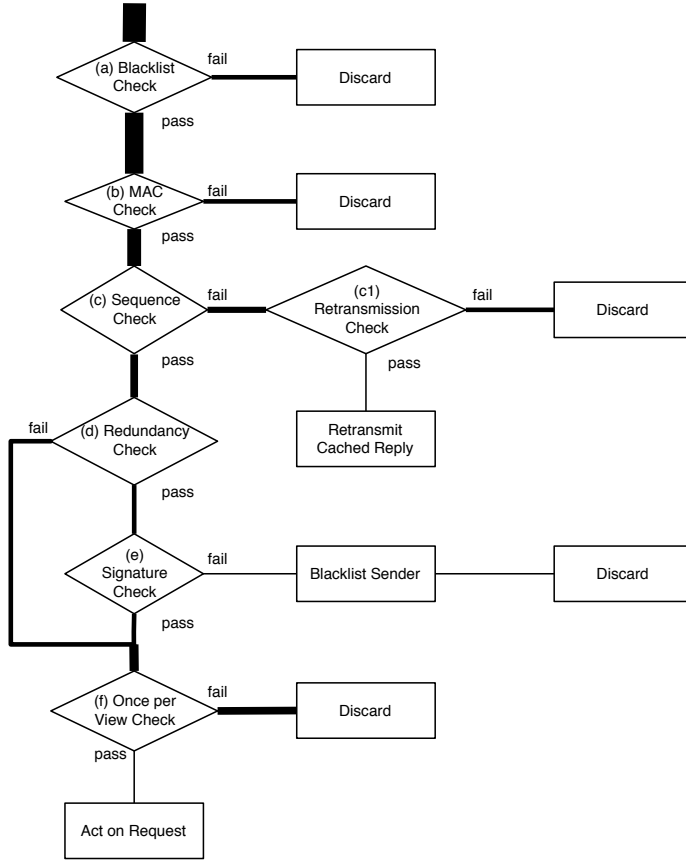 fail
(a) Blacklist
Check
Discard
pass
fail
(b) MAC
Check
Discard
pass
(c) Sequence
Check
fail
(c1)
Retransmission
Check
fail
Discard
pass
pass
fail
(d) Redundancy
Check
Retransmit
Cached Reply
pass
(e)
Signature
Check
fail
Blacklist Sender
Discard
pass
(f) Once per
View Check
fail
Discard
pass
Act on Request